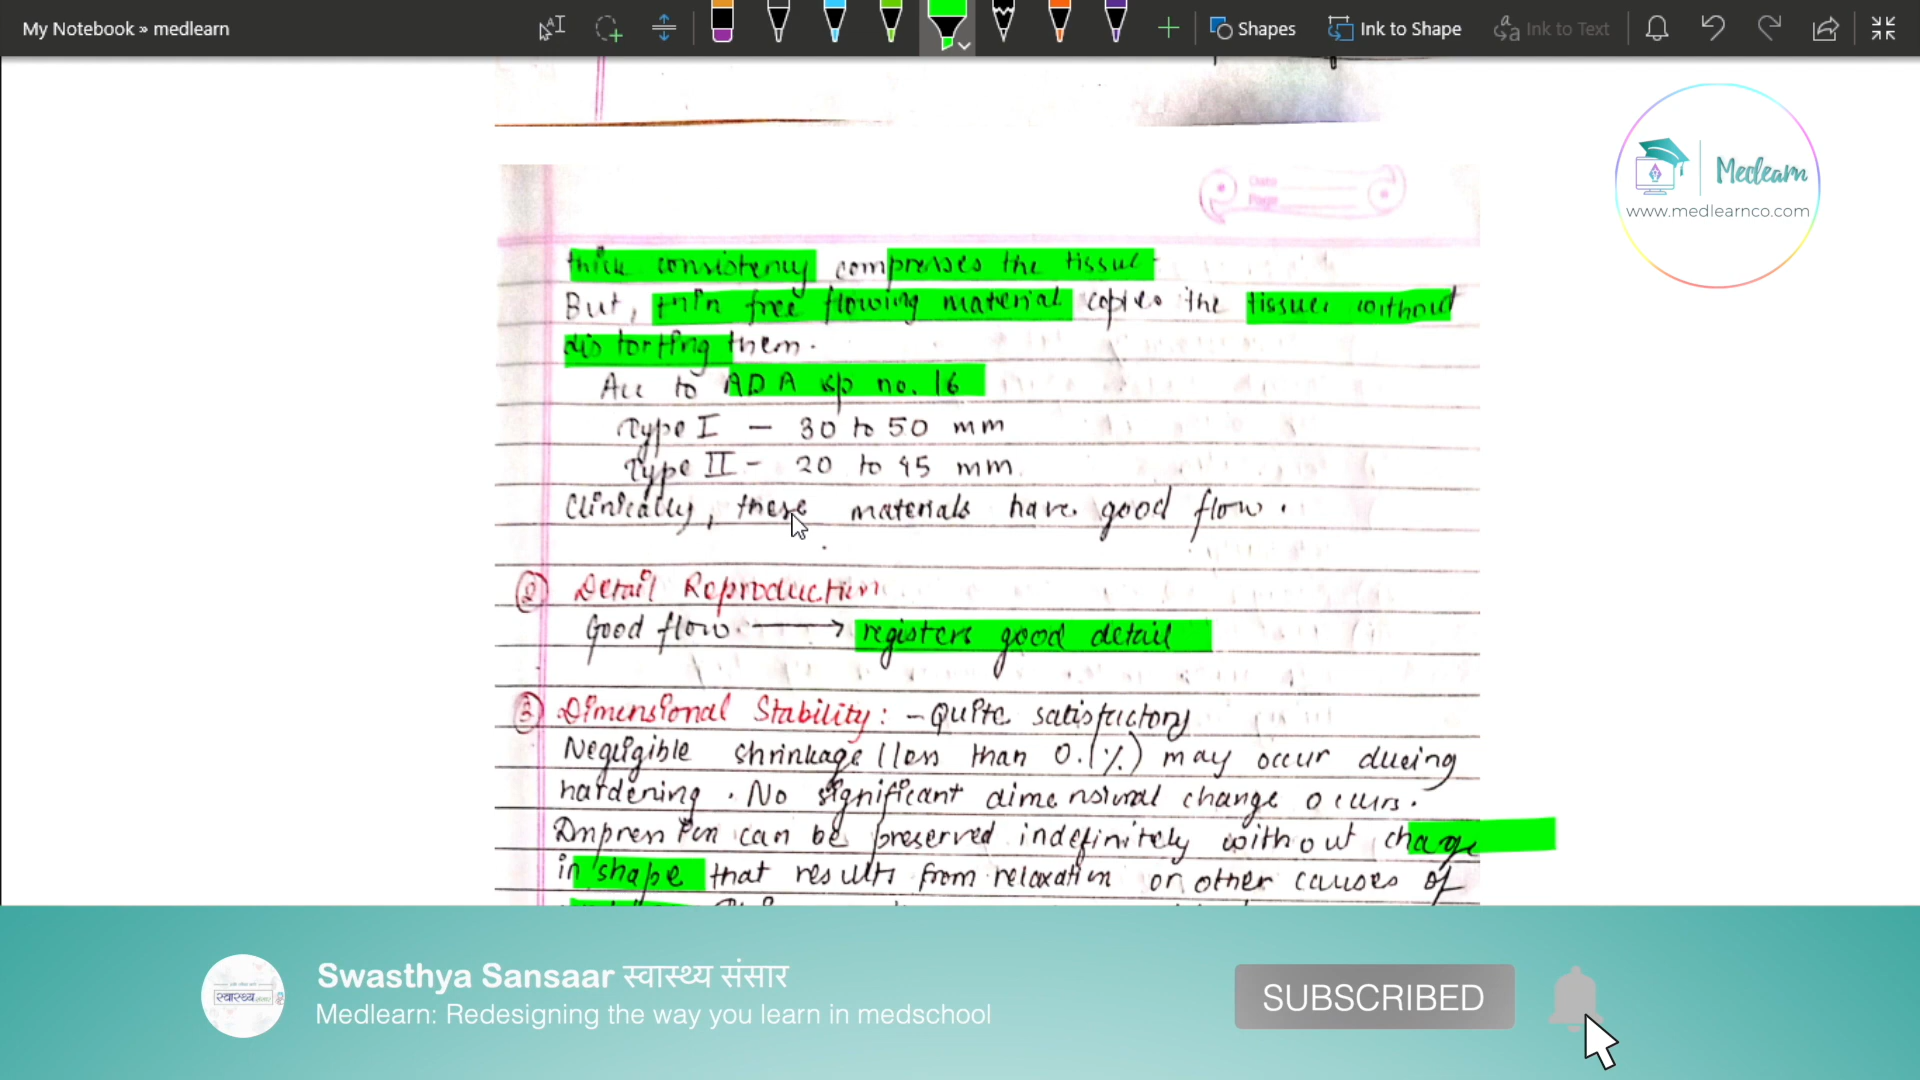 My Notebook » medlearn
Shapes
Ink to Shape
Ink to Text
Medlearn
www.medlearnco.com
Date
Page
thick consistency compresses the tissue
But, thin free flowing material copies the tissues without
distorting them.
Acc to ADA sp no. 16
Type I – 30 to 50 mm
Type II – 20 to 45 mm.
Clinically, these materials have good flow.
② Detail Reproduction
Good flow. → registers good detail
③ Dimensional Stability: – Quite satisfactory
Negligible shrinkage (less than 0.1%) may occur during
hardening. No significant dimensional change occurs.
Impression can be preserved indefinitely without change
in shape that results from relaxation or other causes of
Swasthya Sansaar स्वास्थ्य संसार
Medlearn: Redesigning the way you learn in medschool
स्वास्थ्य
SUBSCRIBED